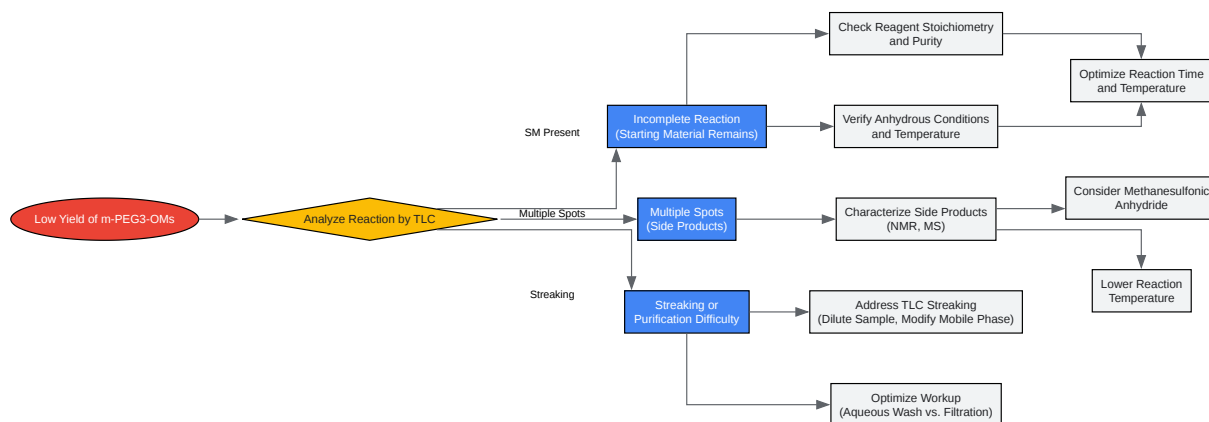 Check Reagent Stoichiometry
and Purity
Optimize Reaction Time
and Temperature
Incomplete Reaction
(Starting Material Remains)
Verify Anhydrous Conditions
and Temperature
SM Present
Low Yield of m-PEG3-OMs
Analyze Reaction by TLC
Multiple Spots
Multiple Spots
(Side Products)
Characterize Side Products
(NMR, MS)
Consider Methanesulfonic
Anhydride
Lower Reaction
Temperature
Streaking
Streaking or
Purification Difficulty
Address TLC Streaking
(Dilute Sample, Modify Mobile Phase)
Optimize Workup
(Aqueous Wash vs. Filtration)